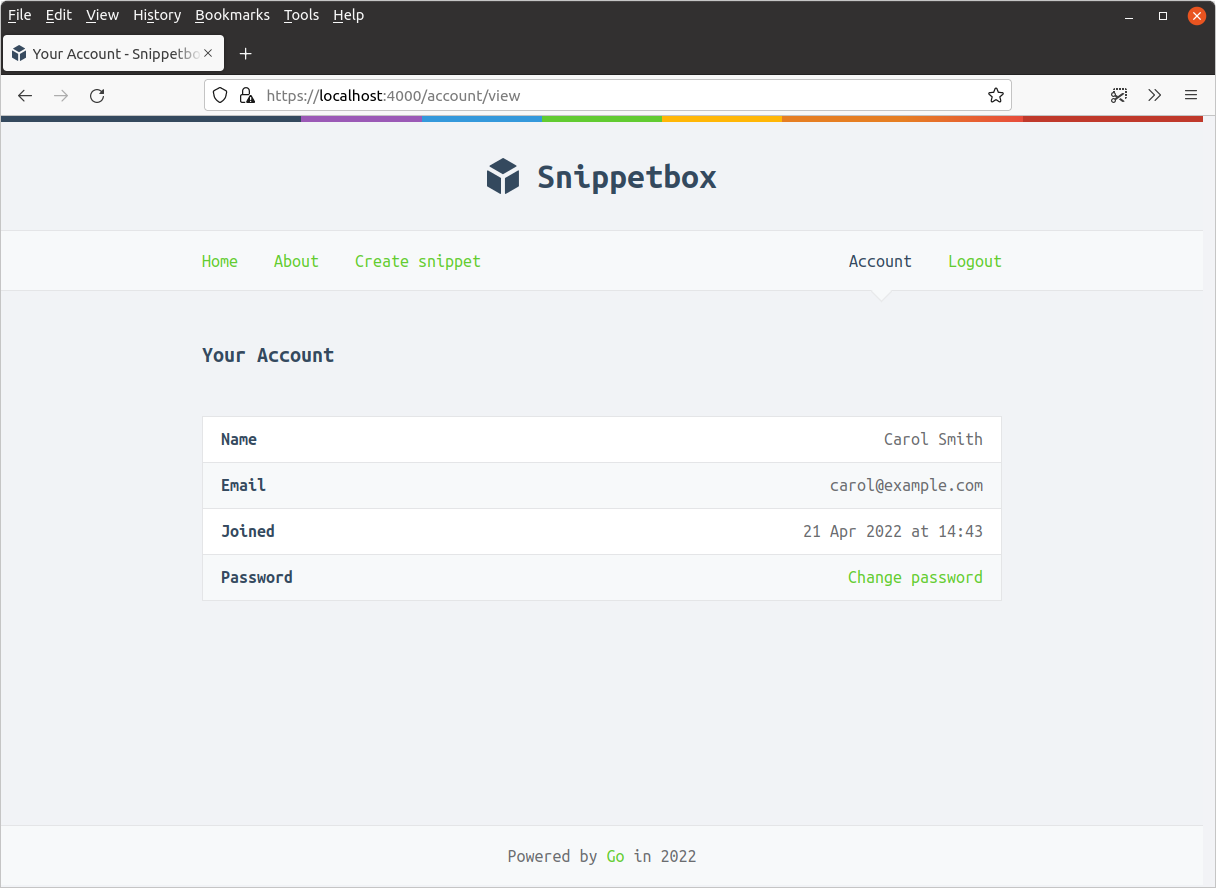 File Edit View History Bookmarks Tools Help
Your Account - Snippetbo
https://localhost:4000/account/view
Snippetbox
Home About Create snippet Account Logout
Your Account
Name Carol Smith
Email carol@example.com
Joined 21 Apr 2022 at 14:43
Password Change password
Powered by Go in 2022